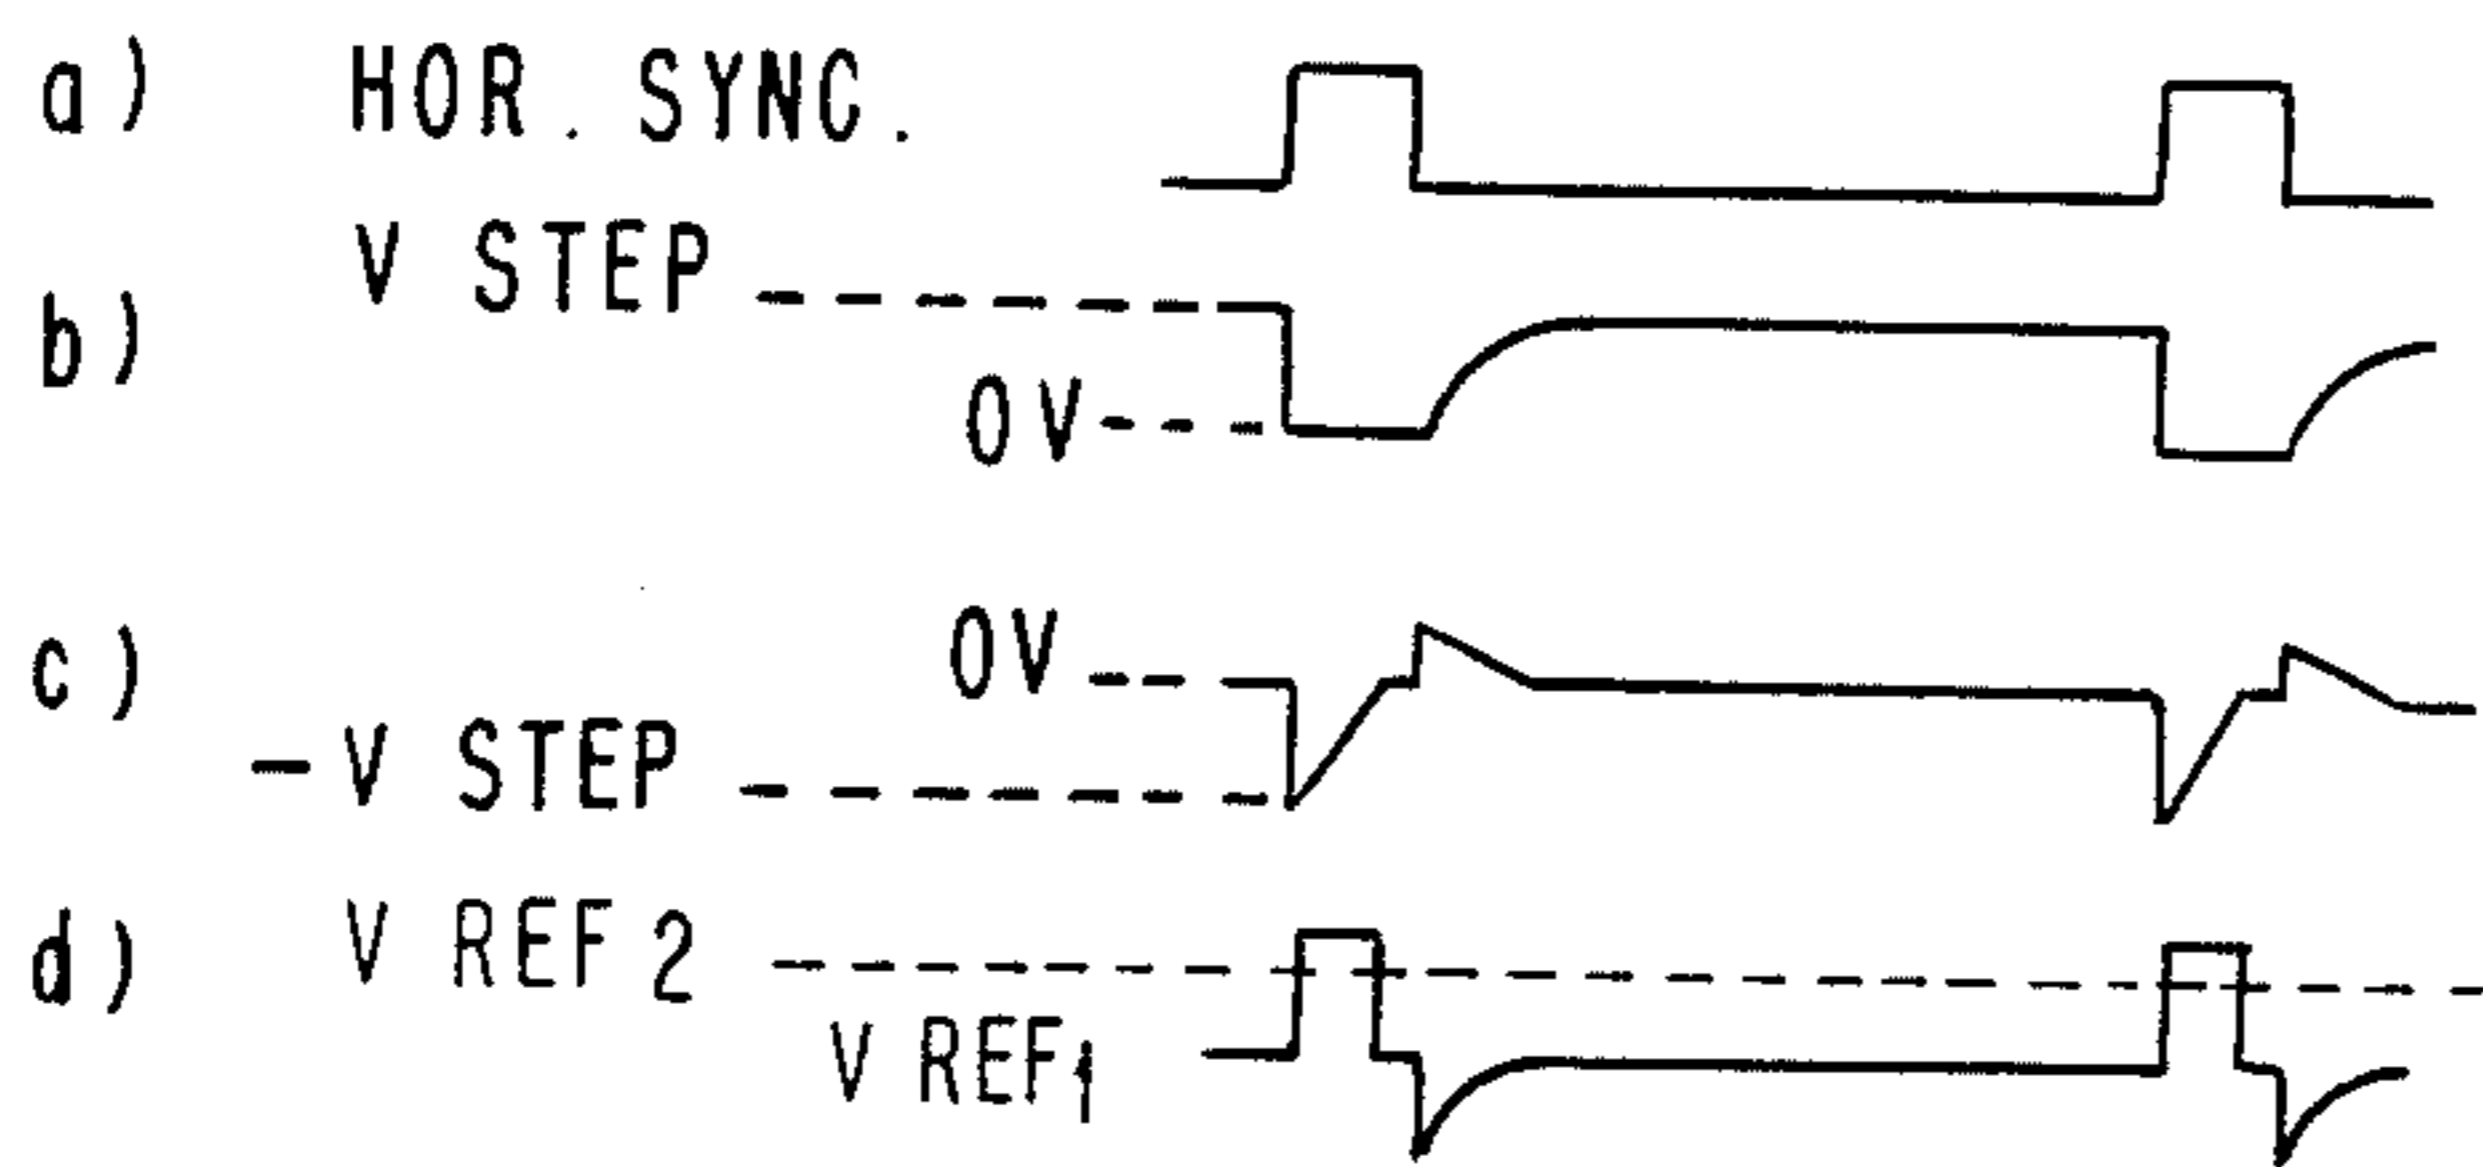 a) HOR. SYNC.
V STEP
b)
0V
c) 0V
-V STEP
d) V REF 2
V REF1